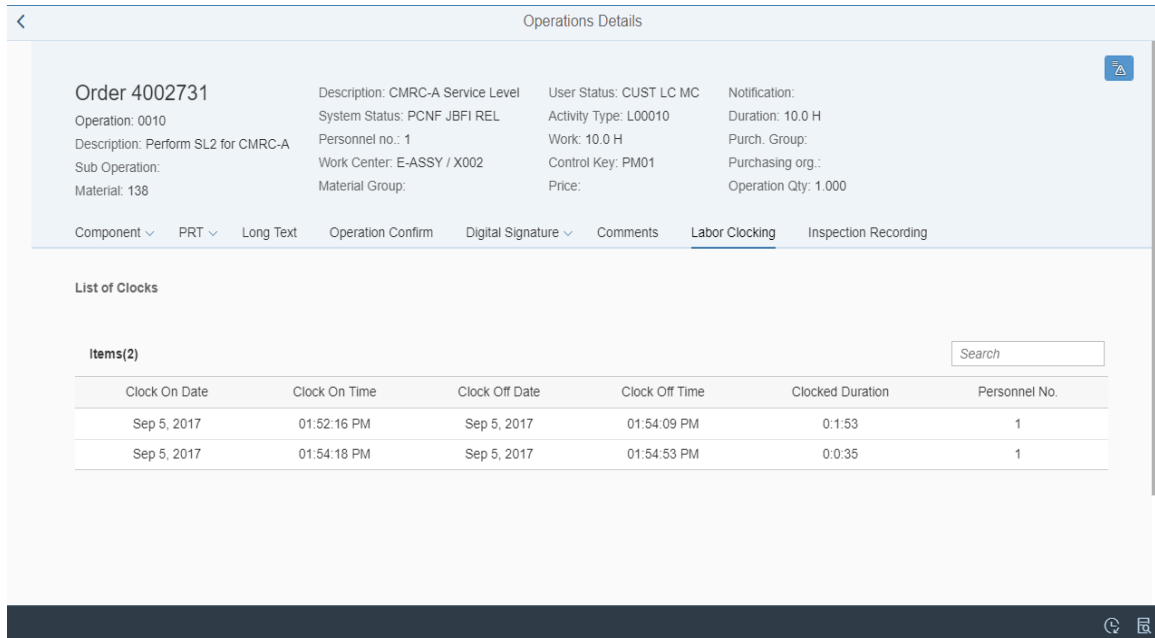 Operations Details
Order 4002731
Operation: 0010
Description: Perform SL2 for CMRC-A
Sub Operation:
Material: 138
Description: CMRC-A Service Level
System Status: PCNF JBFI REL
Personnel no.: 1
Work Center: E-ASSY / X002
Material Group:
User Status: CUST LC MC
Activity Type: L00010
Work: 10.0 H
Control Key: PM01
Price:
Notification:
Duration: 10.0 H
Purch. Group:
Purchasing org.:
Operation Qty: 1.000
Component PRT Long Text Operation Confirm Digital Signature Comments Labor Clocking Inspection Recording
List of Clocks
Items(2) Search
Clock On Date Clock On Time Clock Off Date Clock Off Time Clocked Duration Personnel No.
Sep 5, 2017 01:52:16 PM Sep 5, 2017 01:54:09 PM 0:1:53 1
Sep 5, 2017 01:54:18 PM Sep 5, 2017 01:54:53 PM 0:0:35 1